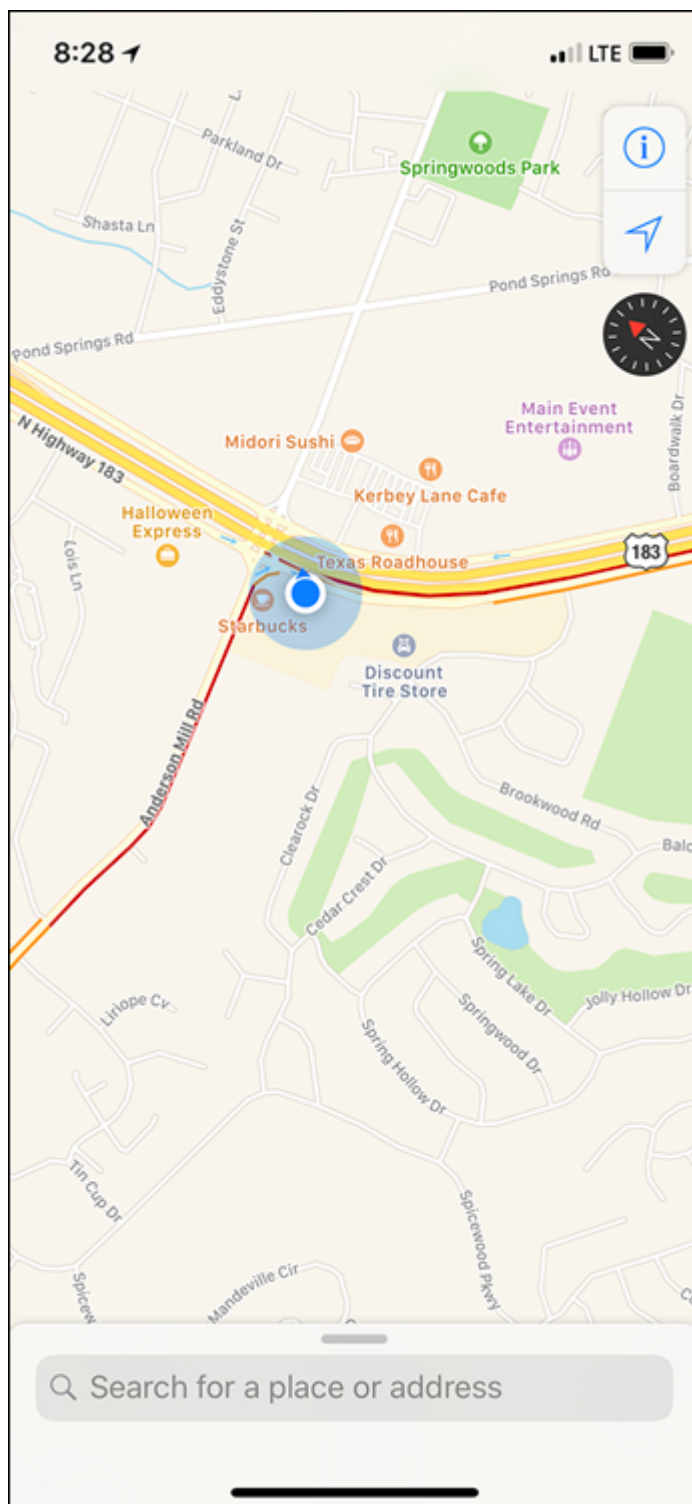 8:28
LTE
Parkland Dr
Springwoods Park
Shasta Ln
Eddystone St
Pond Springs Rd
Pond Springs Rd
N
N Highway 183
Main Event
Entertainment
Midori Sushi
Boardwalk Dr
Kerbey Lane Cafe
Halloween
Express
Lois Ln
Texas Roadhouse
183
Starbucks
Discount
Tire Store
Anderson Mill Rd
Clearock Dr
Brookwood Rd
Cedar Crest Dr
Spring Lake Dr
Jolly Hollow Dr
Liriope Cv
Springwood Dr
Spring Hollow Dr
Tin Cup Dr
Spicewood Pkwy
Mandeville Cir
Search for a place or address